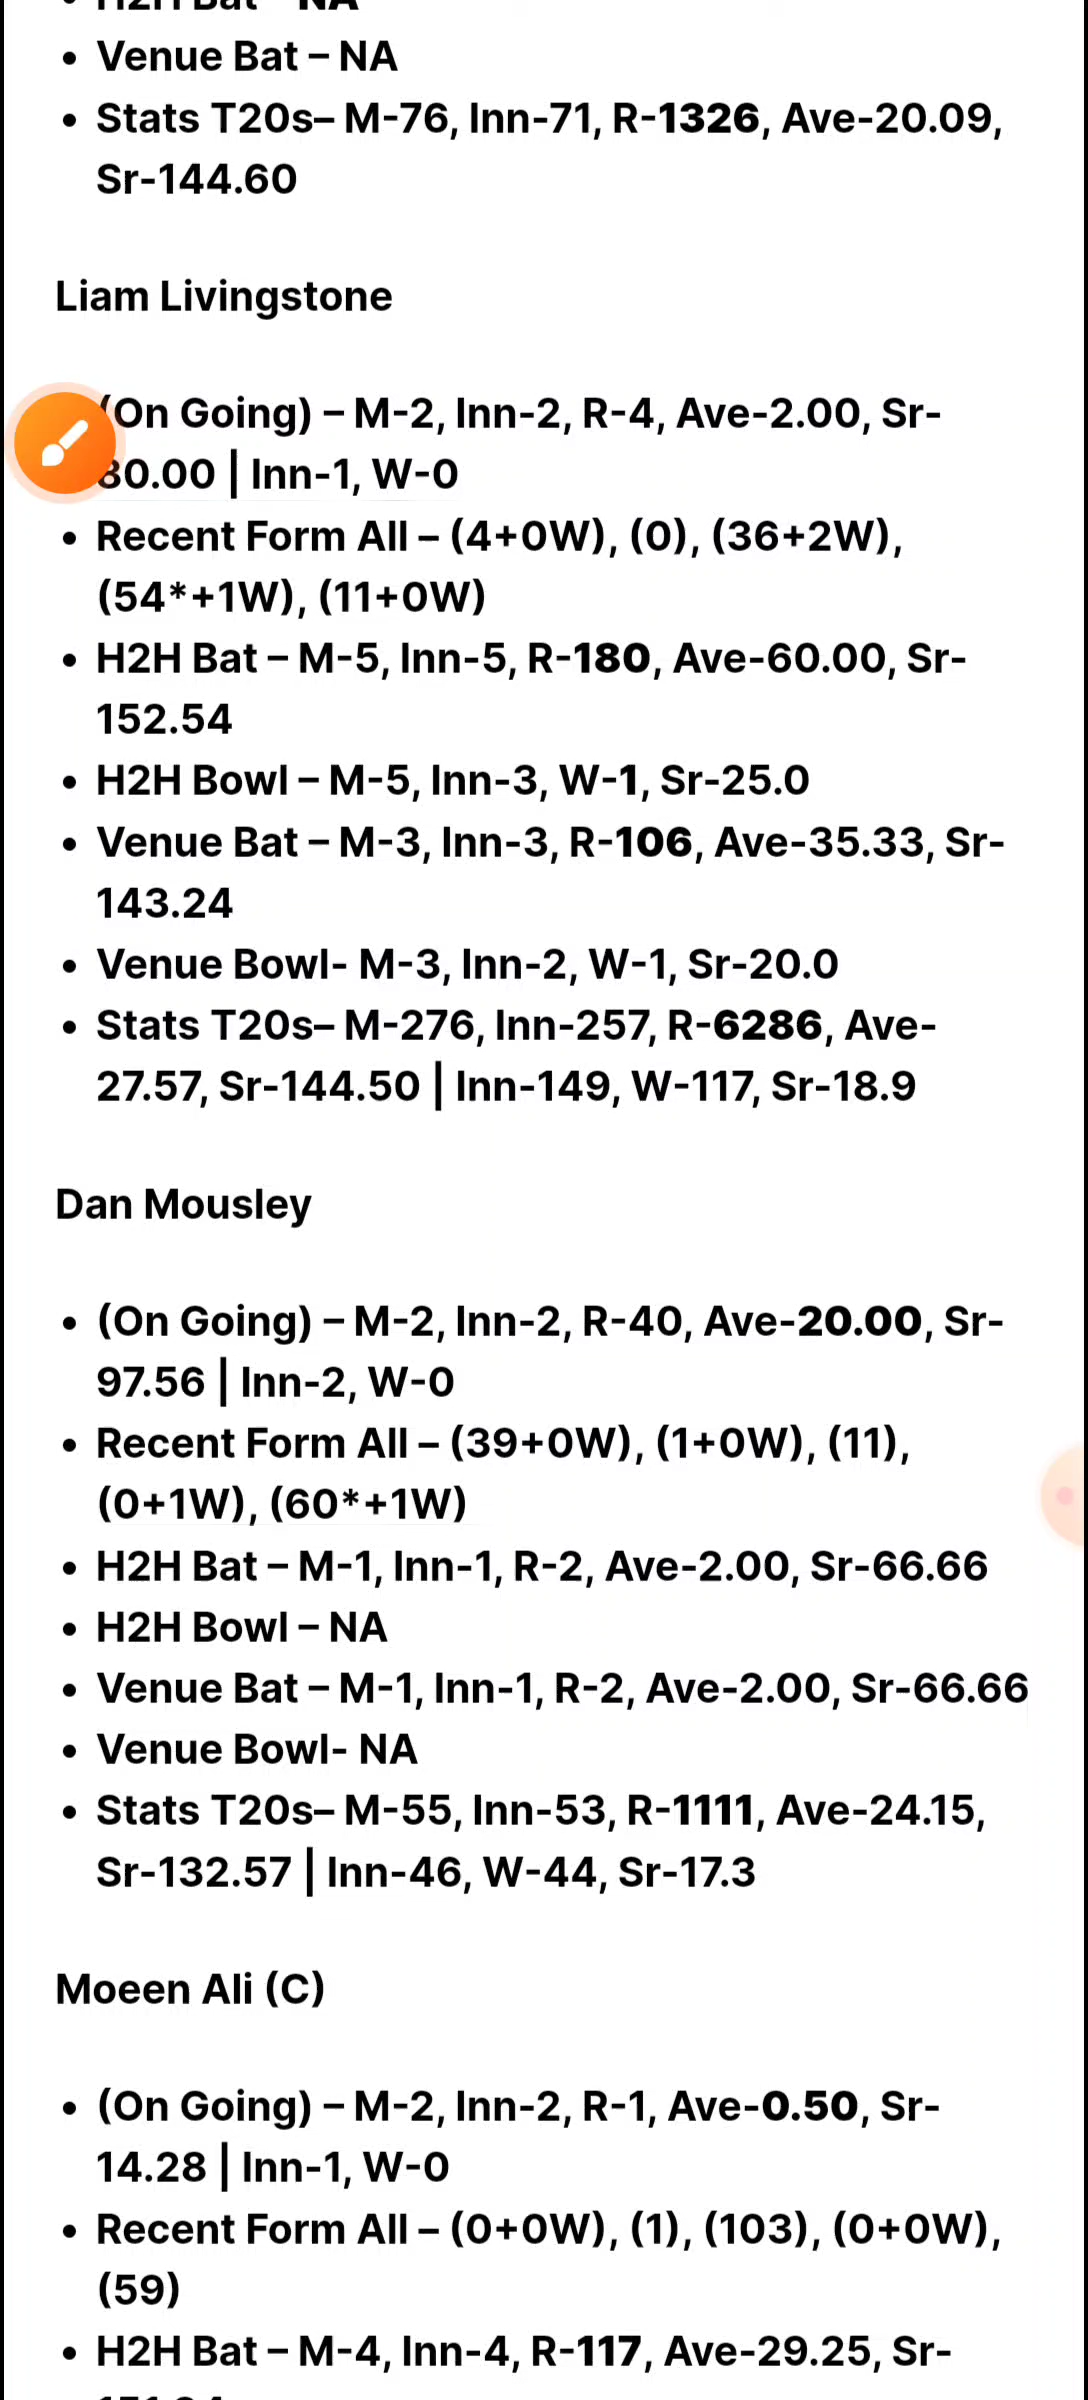 H2H Bat – NA
Venue Bat – NA
Stats T20s– M-76, Inn-71, R-1326, Ave-20.09,
Sr-144.60
Liam Livingstone
(On Going) – M-2, Inn-2, R-4, Ave-2.00, Sr-
80.00 | Inn-1, W-0
Recent Form All – (4+0W), (0), (36+2W),
(54*+1W), (11+0W)
H2H Bat – M-5, Inn-5, R-180, Ave-60.00, Sr-
152.54
H2H Bowl – M-5, Inn-3, W-1, Sr-25.0
Venue Bat – M-3, Inn-3, R-106, Ave-35.33, Sr-
143.24
Venue Bowl- M-3, Inn-2, W-1, Sr-20.0
Stats T20s– M-276, Inn-257, R-6286, Ave-
27.57, Sr-144.50 | Inn-149, W-117, Sr-18.9
Dan Mousley
(On Going) – M-2, Inn-2, R-40, Ave-20.00, Sr-
97.56 | Inn-2, W-0
Recent Form All – (39+0W), (1+0W), (11),
(0+1W), (60*+1W)
H2H Bat – M-1, Inn-1, R-2, Ave-2.00, Sr-66.66
H2H Bowl – NA
Venue Bat – M-1, Inn-1, R-2, Ave-2.00, Sr-66.66
Venue Bowl- NA
Stats T20s– M-55, Inn-53, R-1111, Ave-24.15,
Sr-132.57 | Inn-46, W-44, Sr-17.3
Moeen Ali (C)
(On Going) – M-2, Inn-2, R-1, Ave-0.50, Sr-
14.28 | Inn-1, W-0
Recent Form All – (0+0W), (1), (103), (0+0W),
(59)
H2H Bat – M-4, Inn-4, R-117, Ave-29.25, Sr-